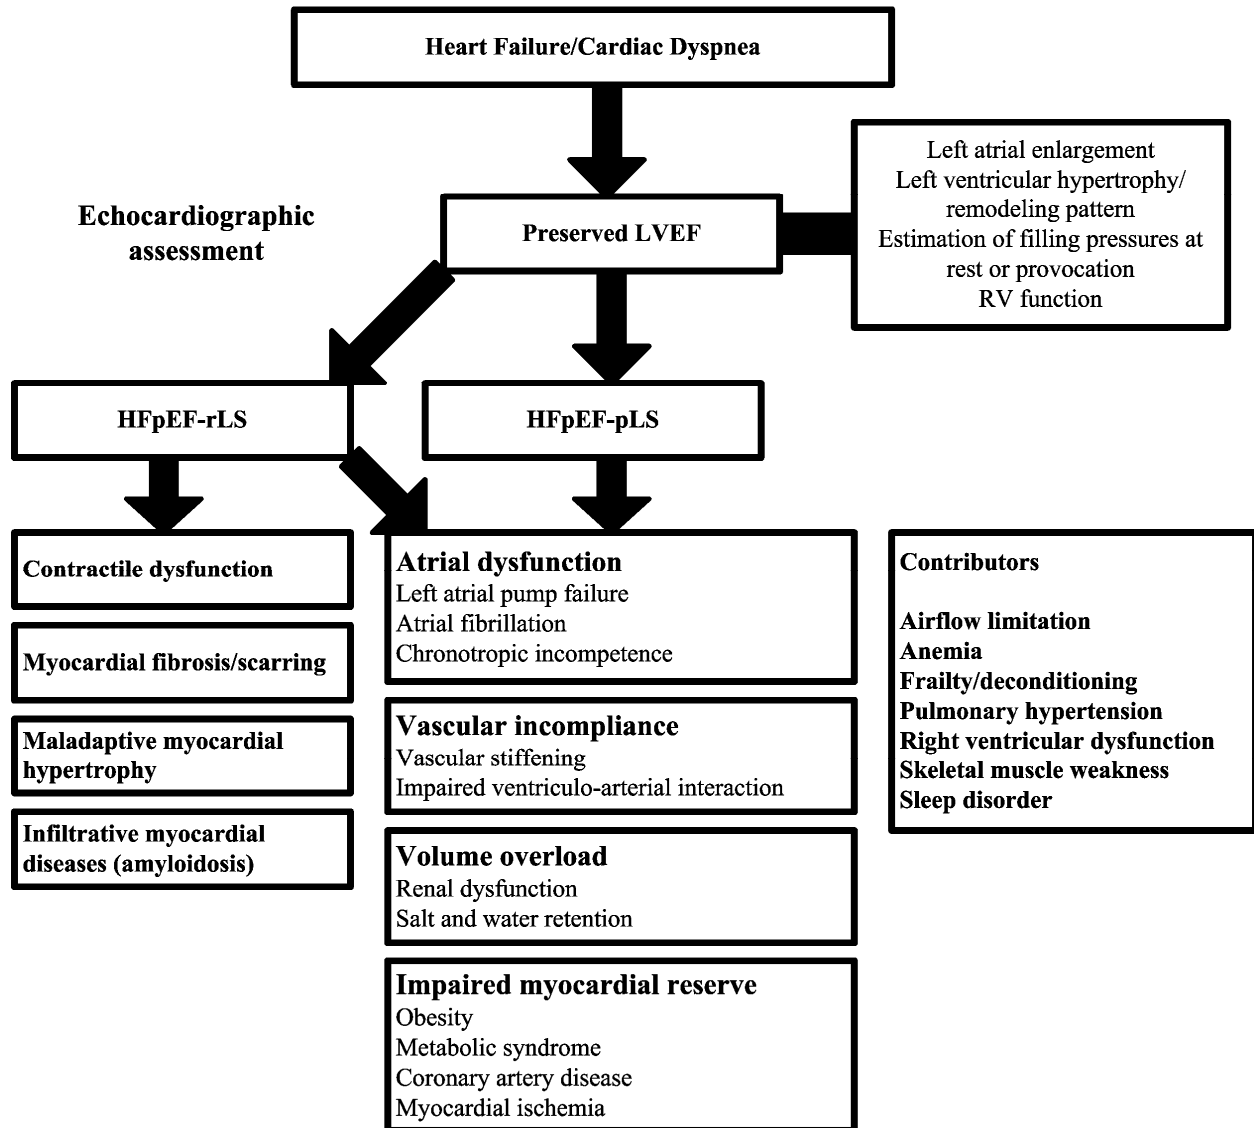 Heart Failure/Cardiac Dyspnea
Left atrial enlargement
Left ventricular hypertrophy/
remodeling pattern
Estimation of filling pressures at
rest or provocation
RV function
Echocardiographic
assessment
Preserved LVEF
HFpEF-rLS
HFpEF-pLS
Contractile dysfunction
Myocardial fibrosis/scarring
Maladaptive myocardial
hypertrophy
Infiltrative myocardial
diseases (amyloidosis)
Atrial dysfunction
Left atrial pump failure
Atrial fibrillation
Chronotropic incompetence
Vascular incompliance
Vascular stiffening
Impaired ventriculo-arterial interaction
Volume overload
Renal dysfunction
Salt and water retention
Impaired myocardial reserve
Obesity
Metabolic syndrome
Coronary artery disease
Myocardial ischemia
Contributors
Airflow limitation
Anemia
Frailty/deconditioning
Pulmonary hypertension
Right ventricular dysfunction
Skeletal muscle weakness
Sleep disorder